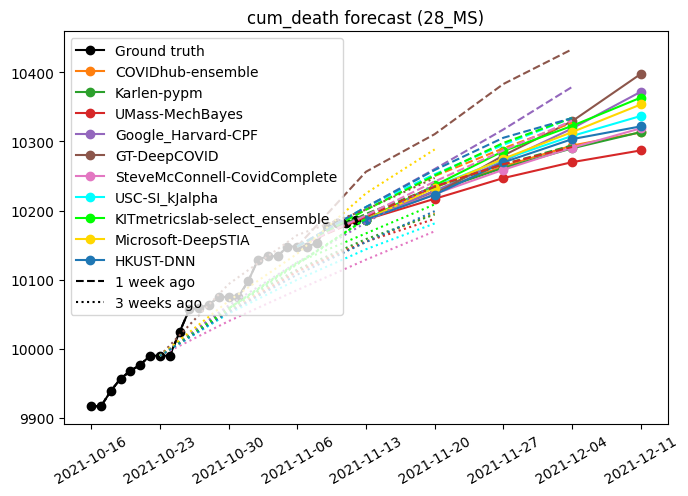 cum_death forecast (28_MS)
10400
10300
10200
10100
10000
9900
Ground truth
COVIDhub-ensemble
Karlen-pypm
UMass-MechBayes
Google_Harvard-CPF
GT-DeepCOVID
SteveMcConnell-CovidComplete
USC-SI_kJalpha
KITmetricslab-select_ensemble
Microsoft-DeepSTIA
HKUST-DNN
1 week ago
3 weeks ago
2021-10-16
2021-10-23
2021-10-30
2021-11-06
2021-11-13
2021-11-20
2021-11-27
2021-12-04
2021-12-11